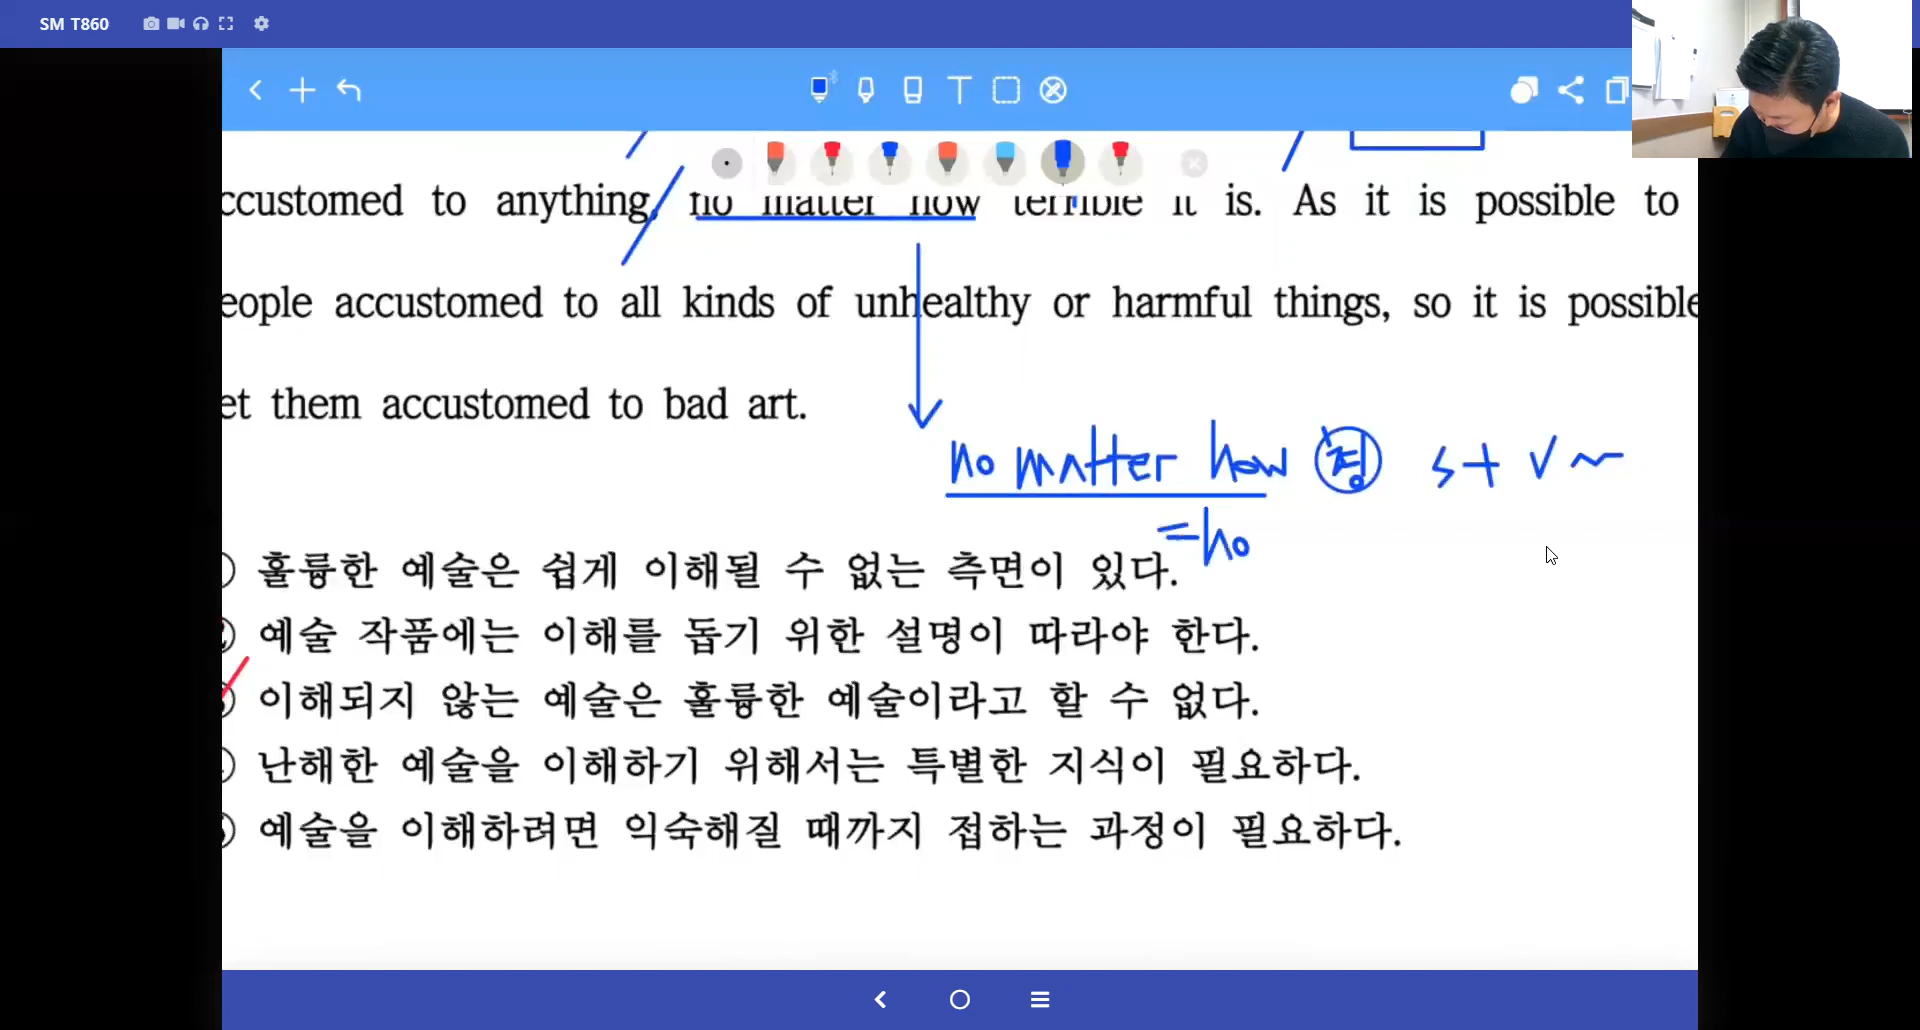 SM T860
ccustomed to anything, no matter how terrible it is. As it is possible to
eople accustomed to all kinds of unhealthy or harmful things, so it is possible
et them accustomed to bad art.
no matter how 형 s + v ~
= ho
훌륭한 예술은 쉽게 이해될 수 없는 측면이 있다.
예술 작품에는 이해를 돕기 위한 설명이 따라야 한다.
이해되지 않는 예술은 훌륭한 예술이라고 할 수 없다.
난해한 예술을 이해하기 위해서는 특별한 지식이 필요하다.
예술을 이해하려면 익숙해질 때까지 접하는 과정이 필요하다.